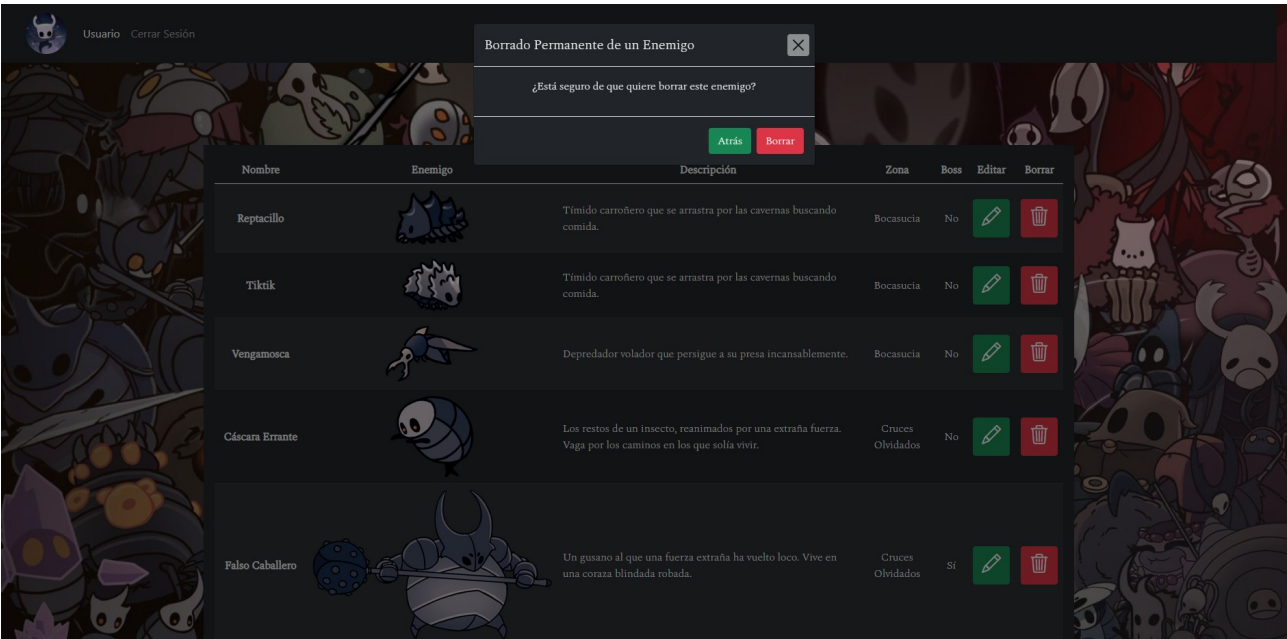 Usuario Cerrar Sesión
Borrado Permanente de un Enemigo
¿Está seguro de que quiere borrar este enemigo?
Atrás Borrar
Nombre Enemigo Descripción Zona Boss Editar Borrar
Reptacillo Tímido carroñero que se arrastra por las cavernas buscando
comida. Bocasucia No
Tiktik Tímido carroñero que se arrastra por las cavernas buscando
comida. Bocasucia No
Vengamosca Depredador volador que persigue a su presa incansablemente. Bocasucia No
Cáscara Errante Los restos de un insecto, reanimados por una extraña fuerza.
Vaga por los caminos en los que solía vivir. Cruces
Olvidados No
Falso Caballero Un gusano al que una fuerza extraña ha vuelto loco. Vive en
una coraza blindada robada. Cruces
Olvidados Sí